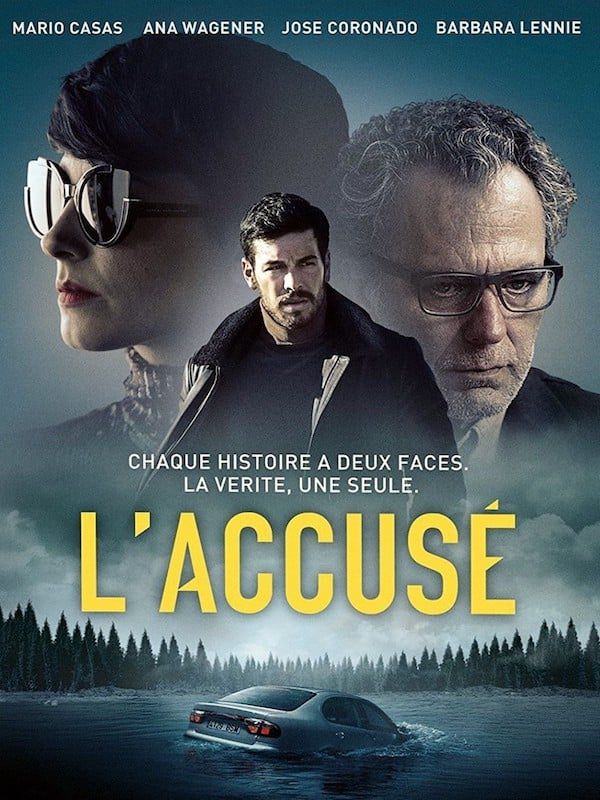 MARIO CASAS ANA WAGENER JOSE CORONADO BARBARA LENNIE
CHAQUE HISTOIRE A DEUX FACES.
LA VERITE, UNE SEULE.
L'ACCUSÉ